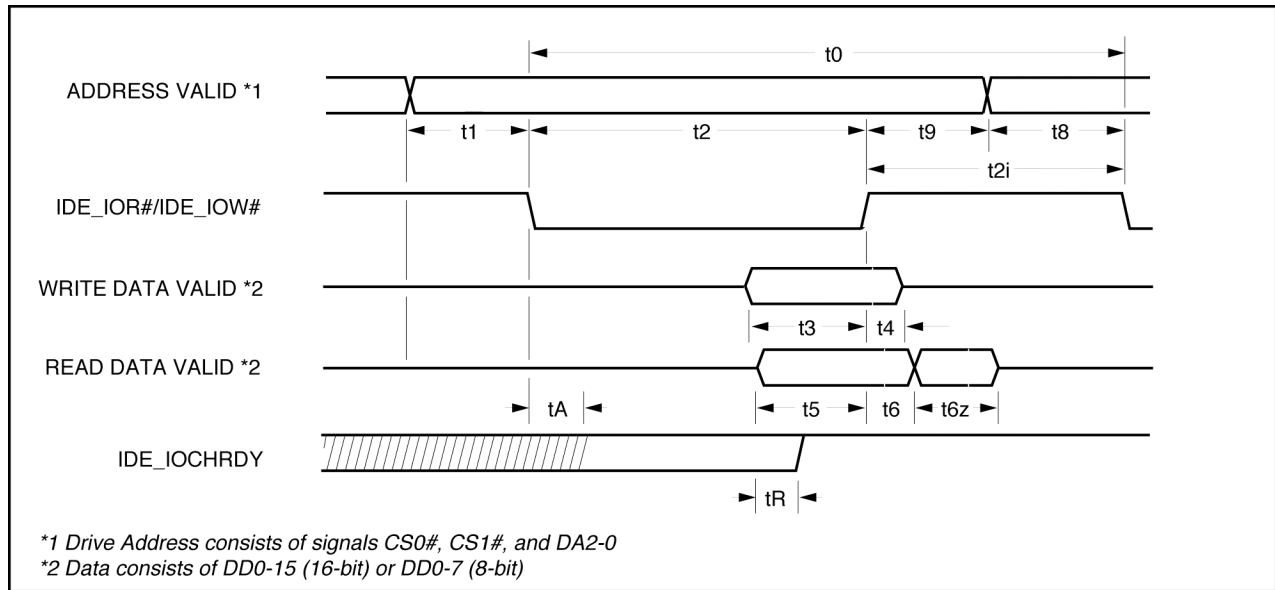 t0
ADDRESS VALID *1
t1 t2 t9 t8
t2i
IDE_IOR#/IDE_IOW#
WRITE DATA VALID *2
t3 t4
READ DATA VALID *2
tA t5 t6 t6z
IDE_IOCHRDY
tR
*1 Drive Address consists of signals CS0#, CS1#, and DA2-0
*2 Data consists of DD0-15 (16-bit) or DD0-7 (8-bit)